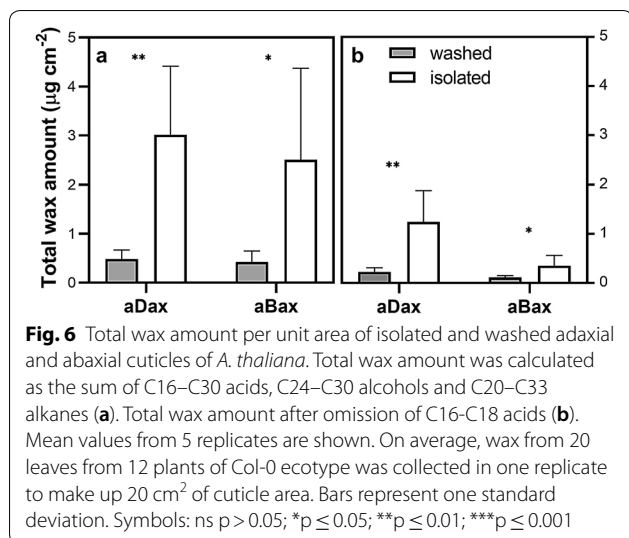 a
b
washed
isolated
Total wax amount (µg cm⁻²)
5
4
3
2
1
0
5
4
3
2
1
0
**
*
**
*
aDax aBax aDax aBax
Fig. 6 Total wax amount per unit area of isolated and washed adaxial
and abaxial cuticles of A. thaliana. Total wax amount was calculated
as the sum of C16–C30 acids, C24–C30 alcohols and C20–C33
alkanes (a). Total wax amount after omission of C16-C18 acids (b).
Mean values from 5 replicates are shown. On average, wax from 20
leaves from 12 plants of Col-0 ecotype was collected in one replicate
to make up 20 cm² of cuticle area. Bars represent one standard
deviation. Symbols: ns p > 0.05; *p ≤ 0.05; **p ≤ 0.01; ***p ≤ 0.001